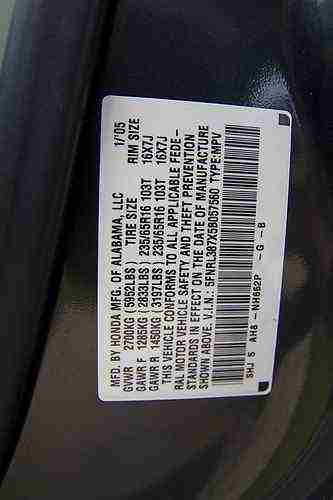 MFD. BY HONDA MFG. OF ALABAMA, LLC 1/'05
GVWR 2700KG (5952LBS) TIRE SIZE RIM SIZE
GAWR F 1285KG (2833LBS) 235/65R16 103T 16X7J
GAWR R 1450KG (3197LBS) 235/65R16 103T 16X7J
THIS VEHICLE CONFORMS TO ALL APPLICABLE FEDE-
RAL MOTOR VEHICLE SAFETY AND THEFT PREVENTION
STANDARDS IN EFFECT ON THE DATE OF MANUFACTURE
SHOWN ABOVE. V.I.N.: 5FNRL38745B057560 TYPE:MPV
SHJ 5 AH8 -NH662P -G -B